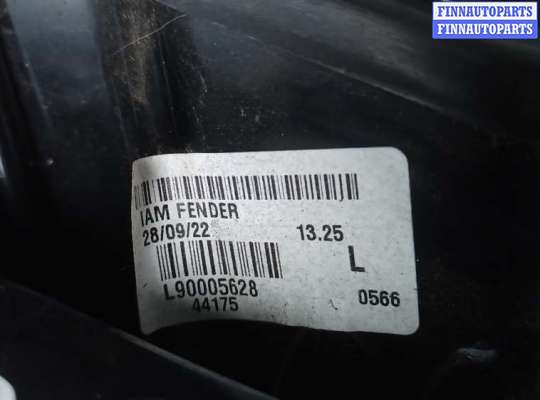 FINNAUTOPARTS
FINNAUTOPARTS
IAM FENDER
28/09/22 13.25
L
L90005628 0566
44175